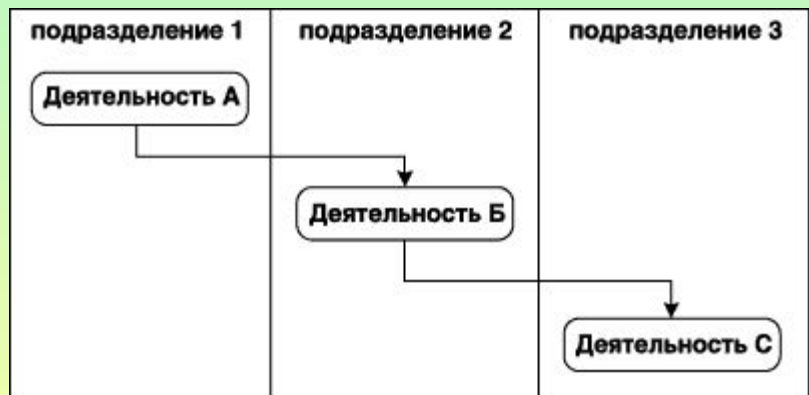 подразделение 1
подразделение 2
подразделение 3
Деятельность А
Деятельность Б
Деятельность С